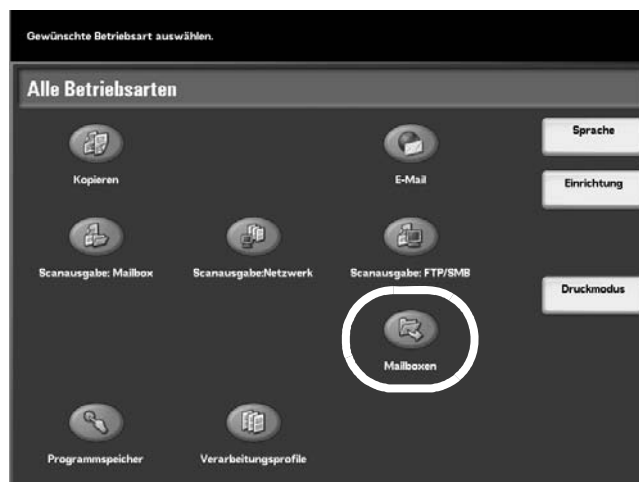 Gewünschte Betriebsart auswählen.
Alle Betriebsarten
Kopieren
E-Mail
Sprache
Einrichtung
Scanausgabe: Mailbox
Scanausgabe:Netzwerk
Scanausgabe: FTP/SMB
Druckmodus
Mailboxen
Programmspeicher
Verarbeitungsprofile